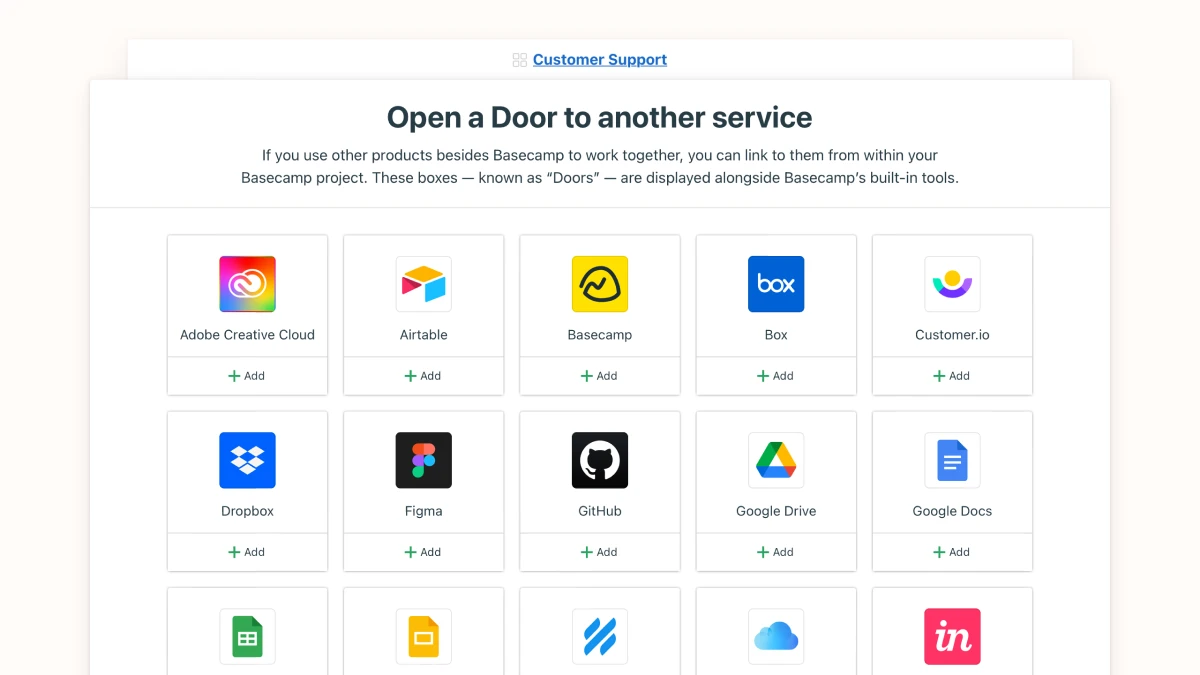 Customer Support
Open a Door to another service
If you use other products besides Basecamp to work together, you can link to them from within your
Basecamp project. These boxes — known as “Doors” — are displayed alongside Basecamp’s built-in tools.
Adobe Creative Cloud
Airtable
Basecamp
box
Box
Customer.io
+ Add
+ Add
+ Add
+ Add
+ Add
Dropbox
Figma
GitHub
Google Drive
Google Docs
+ Add
+ Add
+ Add
+ Add
+ Add
in